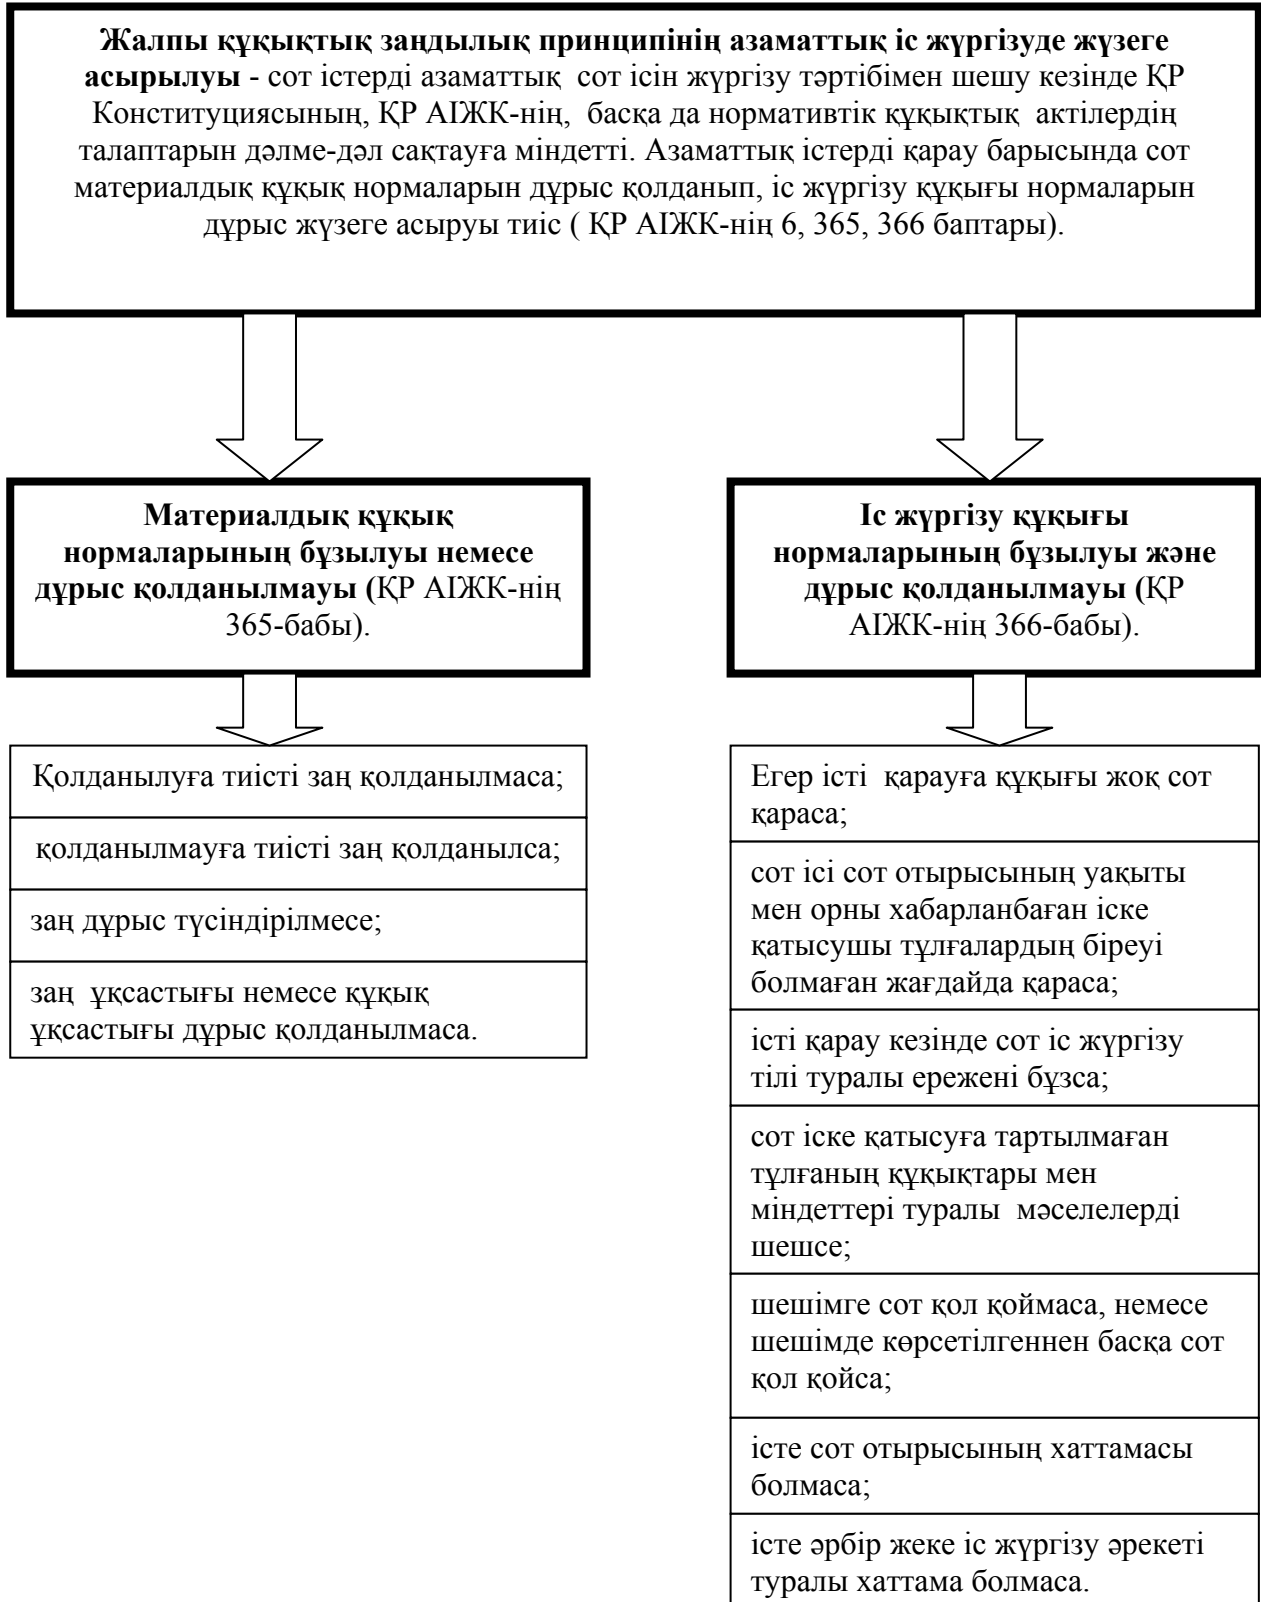 Жалпы құқықтық заңдылық принципінің азаматтық іс жүргізуде жүзеге
асырылуы - сот істерді азаматтық сот ісін жүргізу тәртібімен шешу кезінде ҚР
Конституциясының, ҚР АІЖК-нің, басқа да нормативтік құқықтық актілердің
талаптарын дәлме-дәл сақтауға міндетті. Азаматтық істерді қарау барысында сот
материалдық құқық нормаларын дұрыс қолданып, іс жүргізу құқығы нормаларын
дұрыс жүзеге асыруы тиіс ( ҚР АІЖК-нің 6, 365, 366 баптары).
Материалдық құқық
нормаларының бұзылуы немесе
дұрыс қолданылмауы (ҚР АІЖК-нің
365-бабы).
Қолданылуға тиісті заң қолданылмаса;
қолданылмауға тиісті заң қолданылса;
заң дұрыс түсіндірілмесе;
заң ұқсастығы немесе құқық
ұқсастығы дұрыс қолданылмаса.
Іс жүргізу құқығы
нормаларының бұзылуы және
дұрыс қолданылмауы (ҚР
АІЖК-нің 366-бабы).
Егер істі қарауға құқығы жоқ сот
қараса;
сот ісі сот отырысының уақыты
мен орны хабарланбаған іске
қатысушы тұлғалардың біреуі
болмаған жағдайда қараса;
істі қарау кезінде сот іс жүргізу
тілі туралы ережені бұзса;
сот іске қатысуға тартылмаған
тұлғаның құқықтары мен
міндеттері туралы мәселелерді
шешсе;
шешімге сот қол қоймаса, немесе
шешімде көрсетілгеннен басқа сот
қол қойса;
істе сот отырысының хаттамасы
болмаса;
істе әрбір жеке іс жүргізу әрекеті
туралы хаттама болмаса.